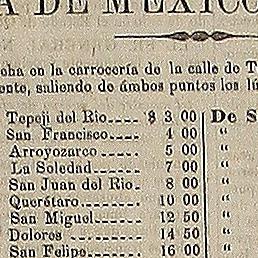 A DE MEXICO
cha en la carrocería de la calle de T
ente, saliendo de ámbos puntos los lú
Tepeji del Rio..... $ 3 00 De S
San Francisco.... 4 00 “
Arroyozarco..... 5 00 “
La Soledad...... 7 00 “
San Juan del Rio. 8 00 “
Querétaro....... 10 00 “
San Miguel...... 12 50 “
Dolores......... 14 50 “
San Felipe...... 16 00 “